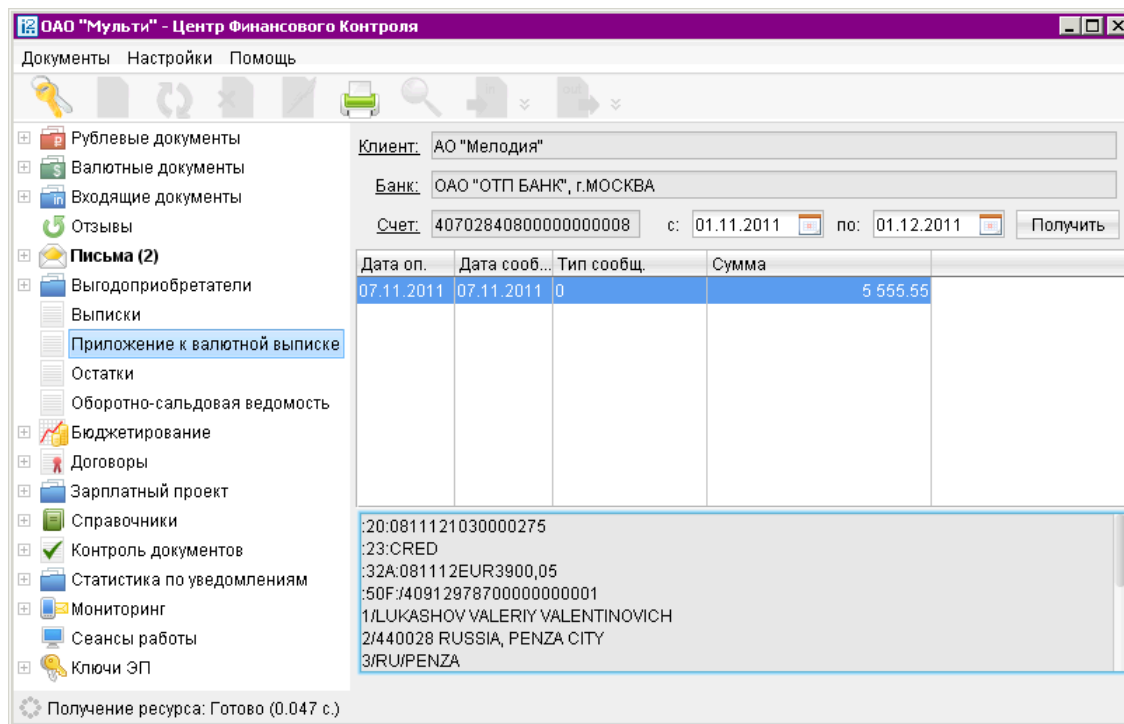 ОАО "Мульти" - Центр Финансового Контроля
Документы Настройки Помощь
in out
Рублевые документы
Валютные документы
Входящие документы
Отзывы
Письма (2)
Выгодоприобретатели
Выписки
Приложение к валютной выписке
Остатки
Оборотно-сальдовая ведомость
Бюджетирование
Договоры
Зарплатный проект
Справочники
Контроль документов
Статистика по уведомлениям
Мониторинг
Сеансы работы
Ключи ЭП
Клиент: АО "Мелодия"
Банк: ОАО "ОТП БАНК", г.МОСКВА
Счет: 40702840800000000008 с: 01.11.2011 по: 01.12.2011 Получить
Дата оп. Дата сооб... Тип сообщ. Сумма
07.11.2011 07.11.2011 0 5 555.55
:20:0811121030000275
:23:CRED
:32A:081112EUR3900,05
:50F:/40912978700000000001
1/LUKASHOV VALERIY VALENTINOVICH
2/440028 RUSSIA, PENZA CITY
3/RU/PENZA
Получение ресурса: Готово (0.047 с.)